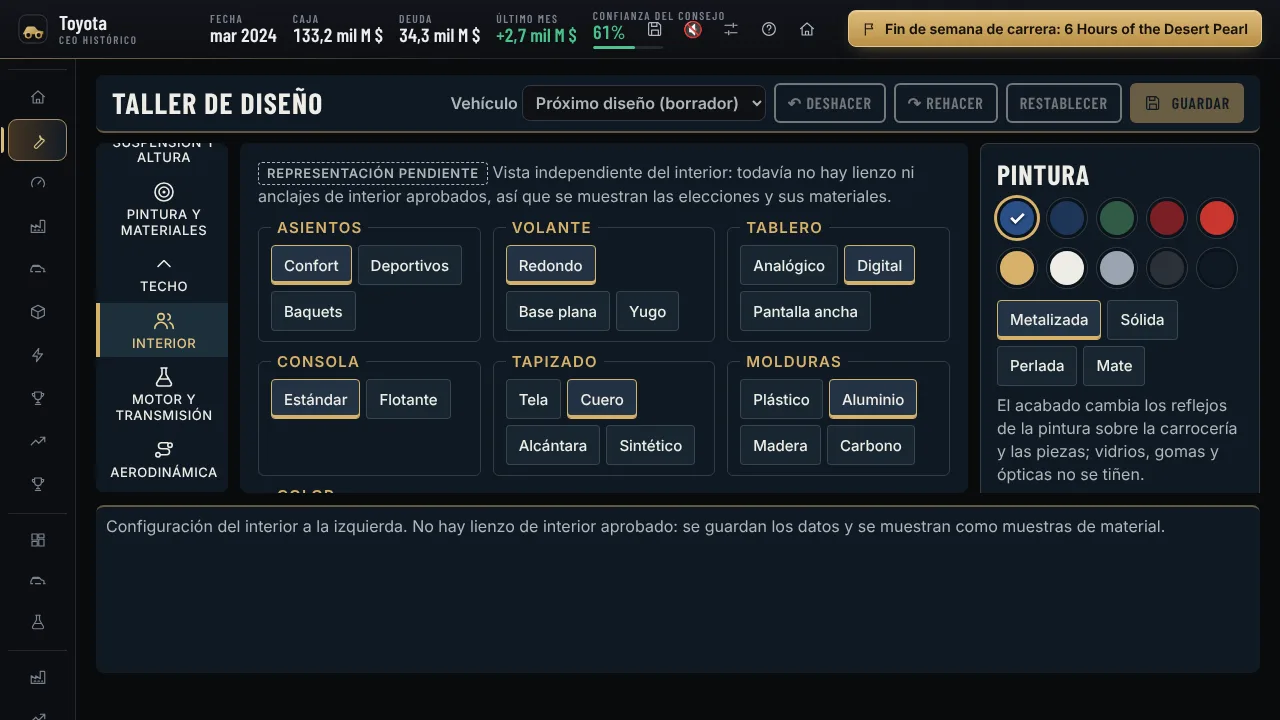 Toyota
CEO HISTÓRICO
FECHA
mar 2024
CAJA
133,2 mil M $
DEUDA
34,3 mil M $
ÚLTIMO MES
+2,7 mil M $
CONFIANZA DEL CONSEJO
61%
Fin de semana de carrera: 6 Hours of the Desert Pearl
TALLER DE DISEÑO
Vehículo
Próximo diseño (borrador)
DESHACER
REHACER
RESTABLECER
GUARDAR
SUSPENSIÓN Y
ALTURA
PINTURA Y
MATERIALES
TECHO
INTERIOR
MOTOR Y
TRANSMISIÓN
AERODINÁMICA
REPRESENTACIÓN PENDIENTE Vista independiente del interior: todavía no hay lienzo ni
anclajes de interior aprobados, así que se muestran las elecciones y sus materiales.
ASIENTOS
Confort
Deportivos
Baquets
VOLANTE
Redondo
Base plana
Yugo
TABLERO
Analógico
Digital
Pantalla ancha
CONSOLA
Estándar
Flotante
TAPIZADO
Tela
Cuero
Alcántara
Sintético
MOLDURAS
Plástico
Aluminio
Madera
Carbono
COLOR
PINTURA
Metalizada
Sólida
Perlada
Mate
El acabado cambia los reflejos
de la pintura sobre la carrocería
y las piezas; vidrios, gomas y
ópticas no se tiñen.
Configuración del interior a la izquierda. No hay lienzo de interior aprobado: se guardan los datos y se muestran como muestras de material.